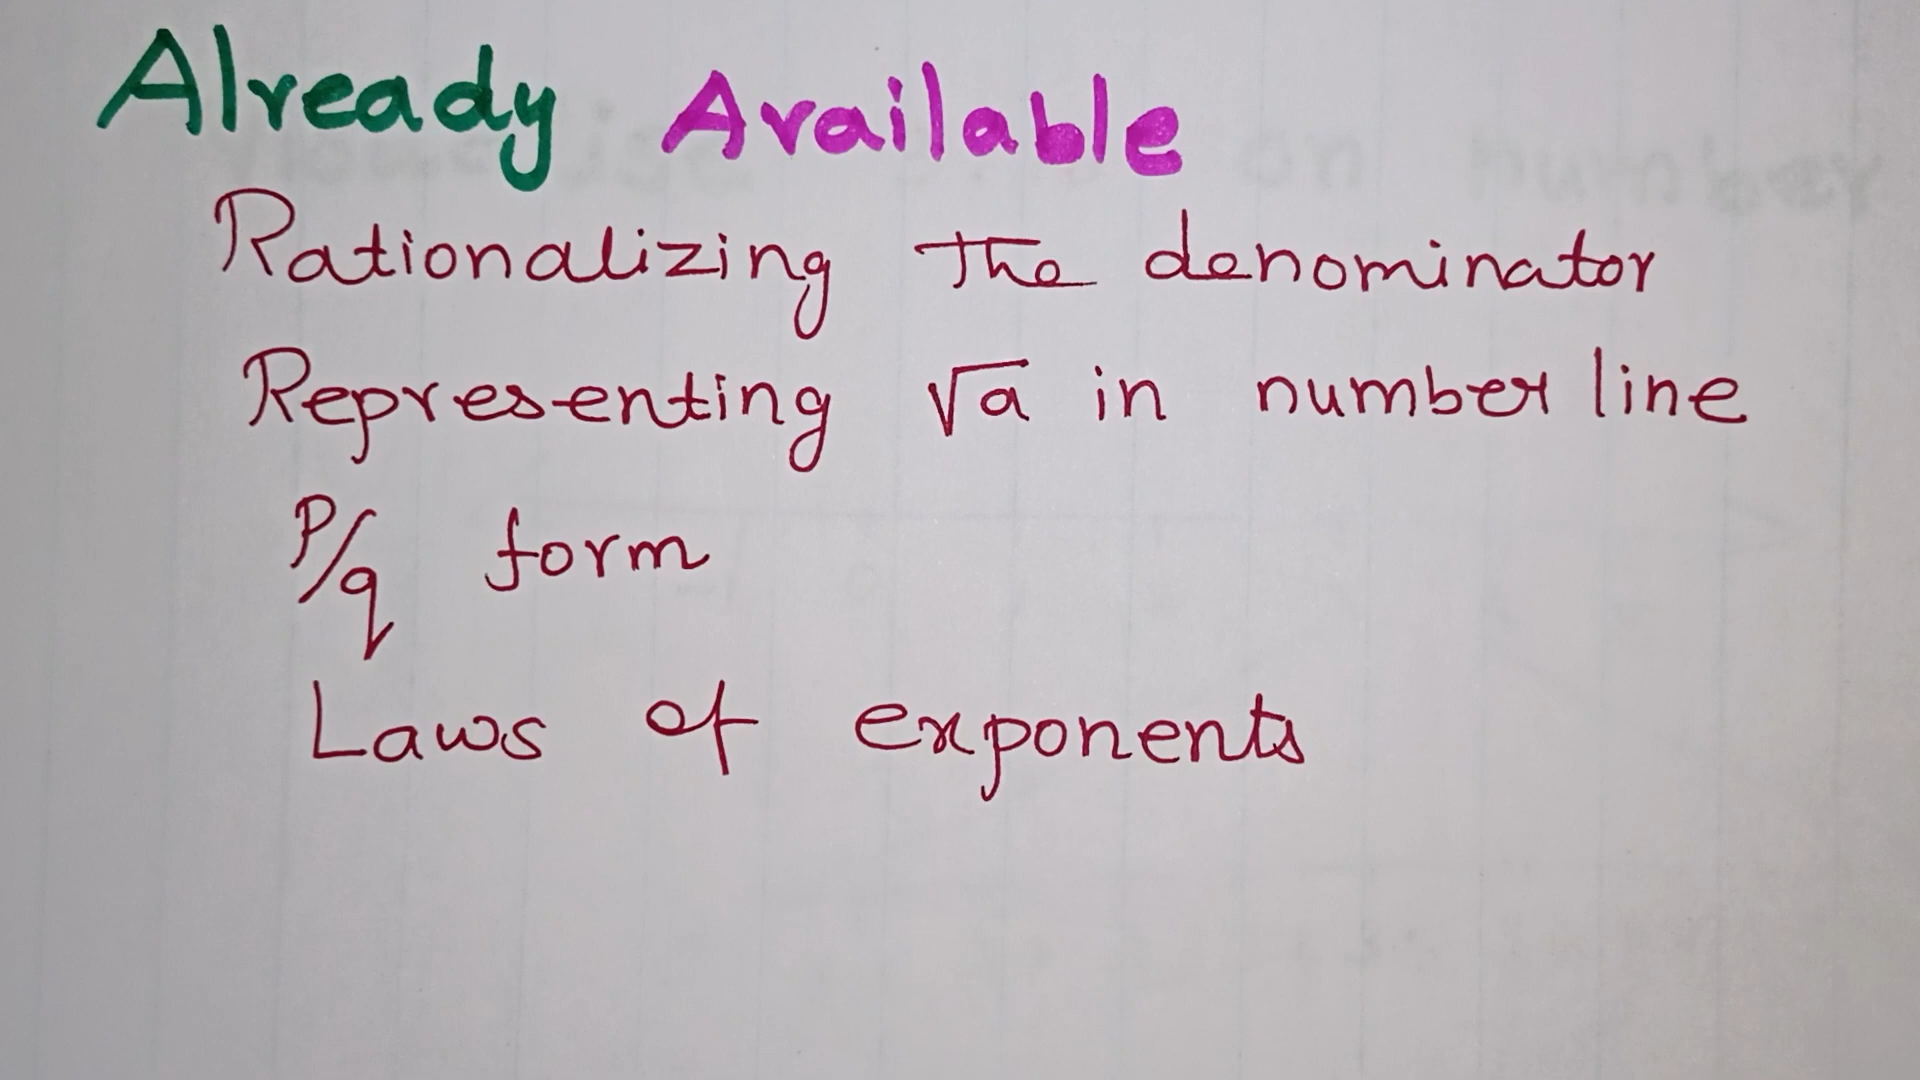 Already Available
Rationalizing the denominator
Representing √a in number line
P/q form
Laws of exponents